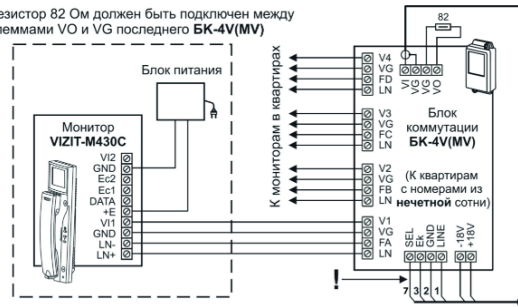 езистор 82 Ом должен быть подключен между
леммами VO и VG последнего БК-4V(MV)
Блок питания
Монитор
VIZIT-M430C
VI2
GND
Ec2
Ec1
DATA
+E
VI1
GND
LN-
LN+
К мониторам в квартирах
V4
VG
FD
LN
V3
VG
FC
LN
V2
VG
FB
LN
V1
VG
FA
LN
82
VI
VG
VG
VO
Блок
коммутации
БК-4V(MV)
(К квартирам
с номерами из
нечетной сотни)
SEL
Ek
GND
LINE
-18V
+18V
!
7 3 2 1